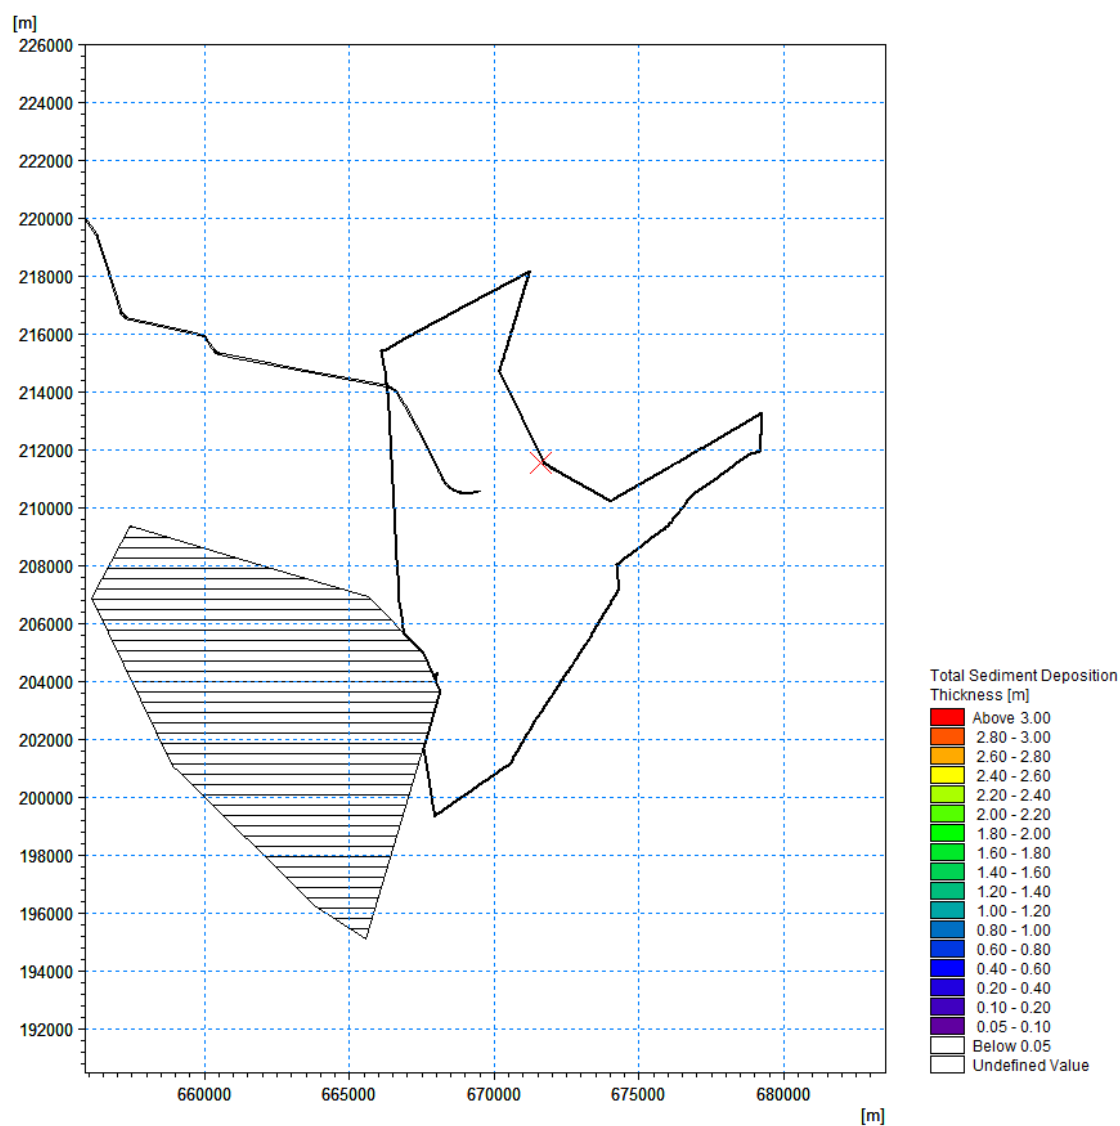 [m]
226000
224000
222000
220000
218000
216000
214000
212000
210000
208000
206000
204000
202000
200000
198000
196000
194000
192000
660000 665000 670000 675000 680000
[m]
Total Sediment Deposition
Thickness [m]
Above 3.00
2.80 - 3.00
2.60 - 2.80
2.40 - 2.60
2.20 - 2.40
2.00 - 2.20
1.80 - 2.00
1.60 - 1.80
1.40 - 1.60
1.20 - 1.40
1.00 - 1.20
0.80 - 1.00
0.60 - 0.80
0.40 - 0.60
0.20 - 0.40
0.10 - 0.20
0.05 - 0.10
Below 0.05
Undefined Value